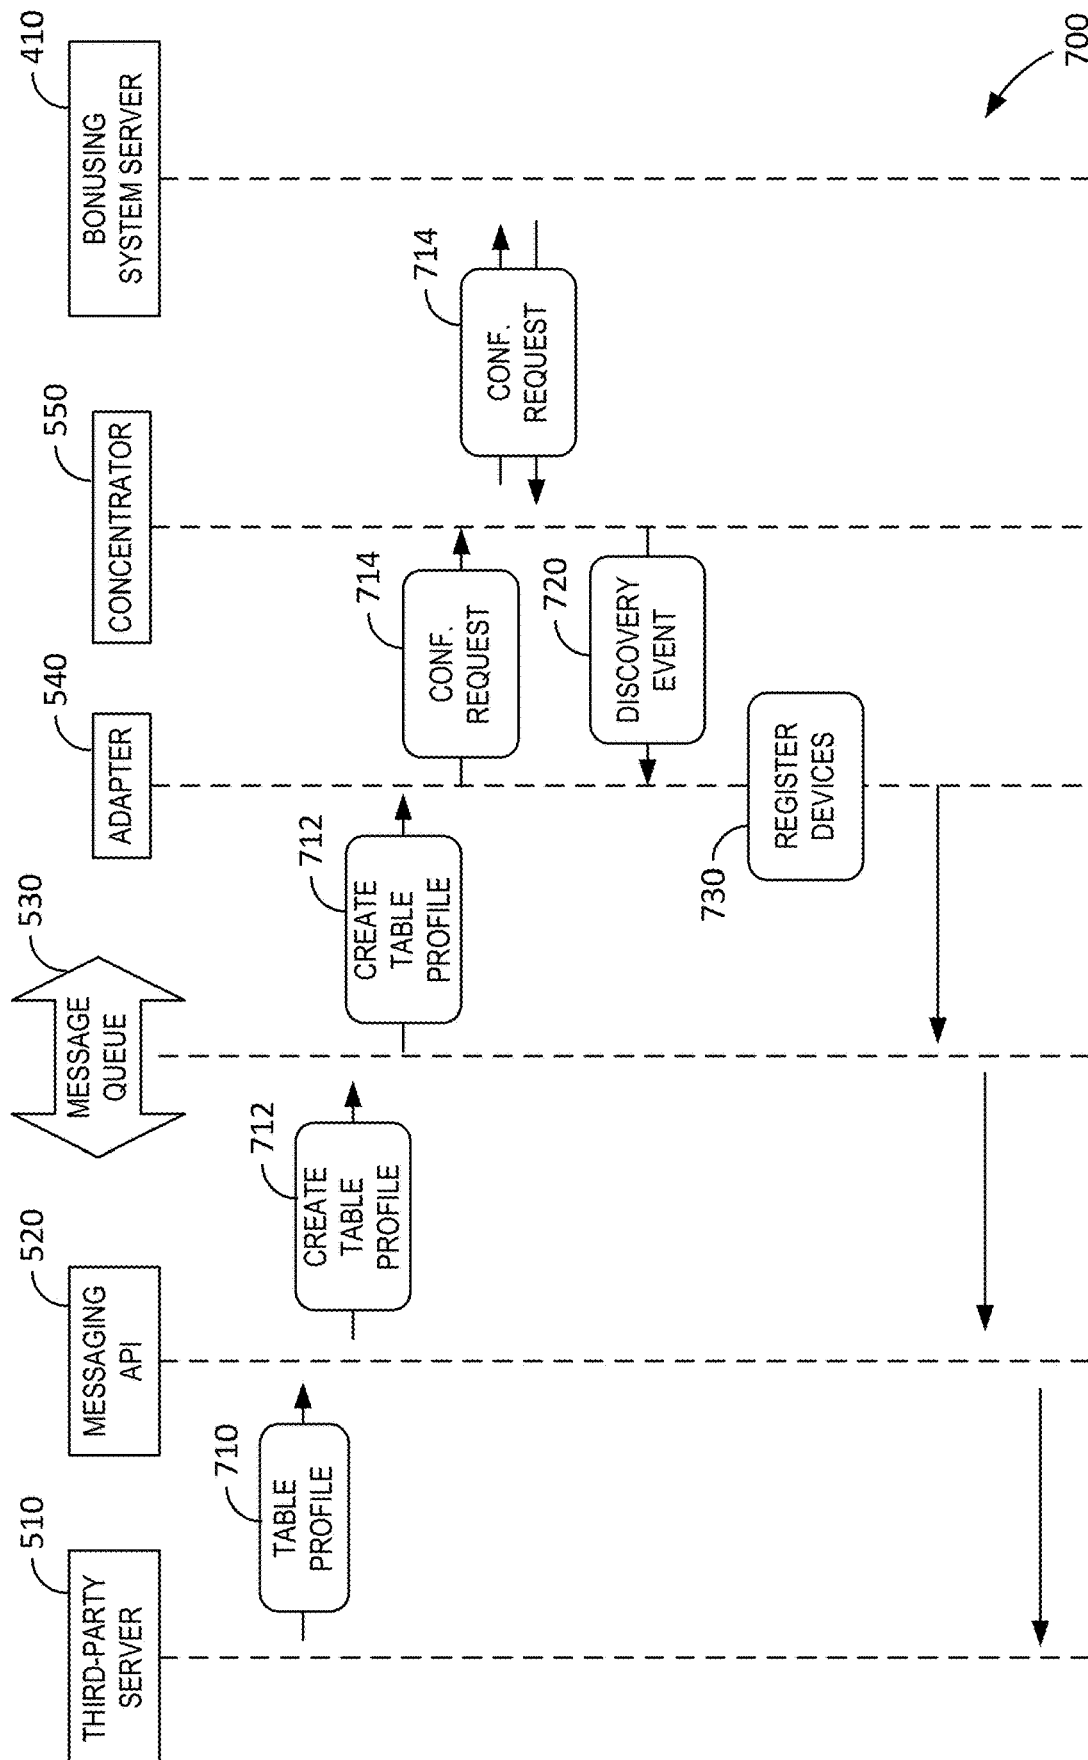 THIRD-PARTY
SERVER
510
MESSAGING
API
520
MESSAGE
QUEUE
530
ADAPTER
540
CONCENTRATOR
550
BONUSING
SYSTEM SERVER
410
TABLE
PROFILE
710
CREATE
TABLE
PROFILE
712
CREATE
TABLE
PROFILE
712
CONF.
REQUEST
714
CONF.
REQUEST
714
DISCOVERY
EVENT
720
REGISTER
DEVICES
730
700